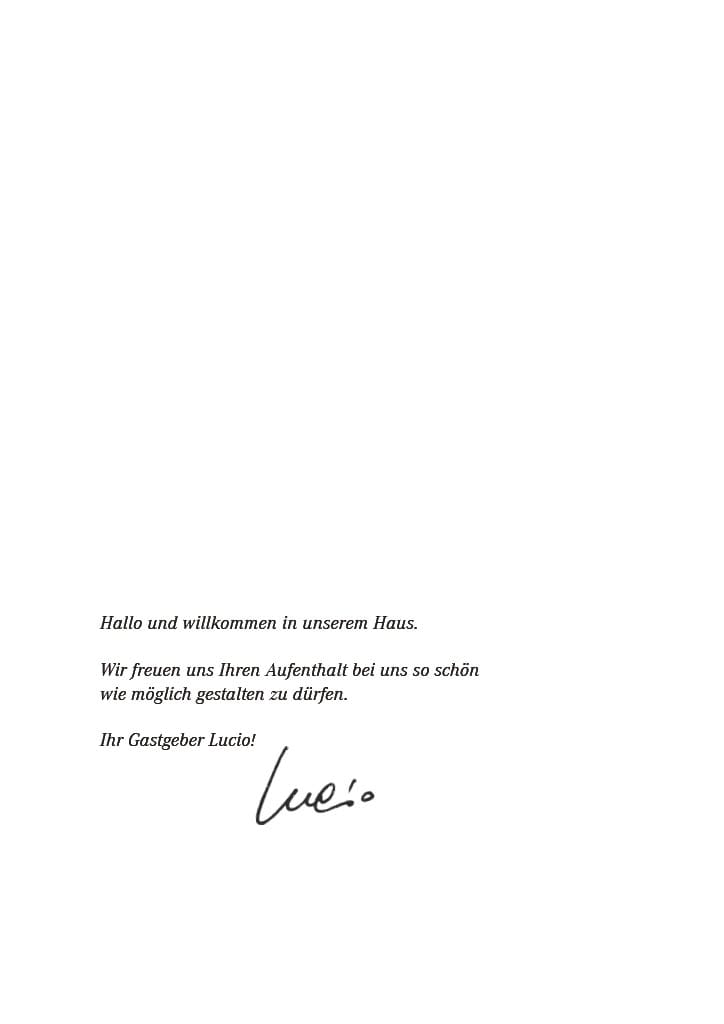 Hallo und willkommen in unserem Haus.
Wir freuen uns Ihren Aufenthalt bei uns so schön
wie möglich gestalten zu dürfen.
Ihr Gastgeber Lucio!
Lucio